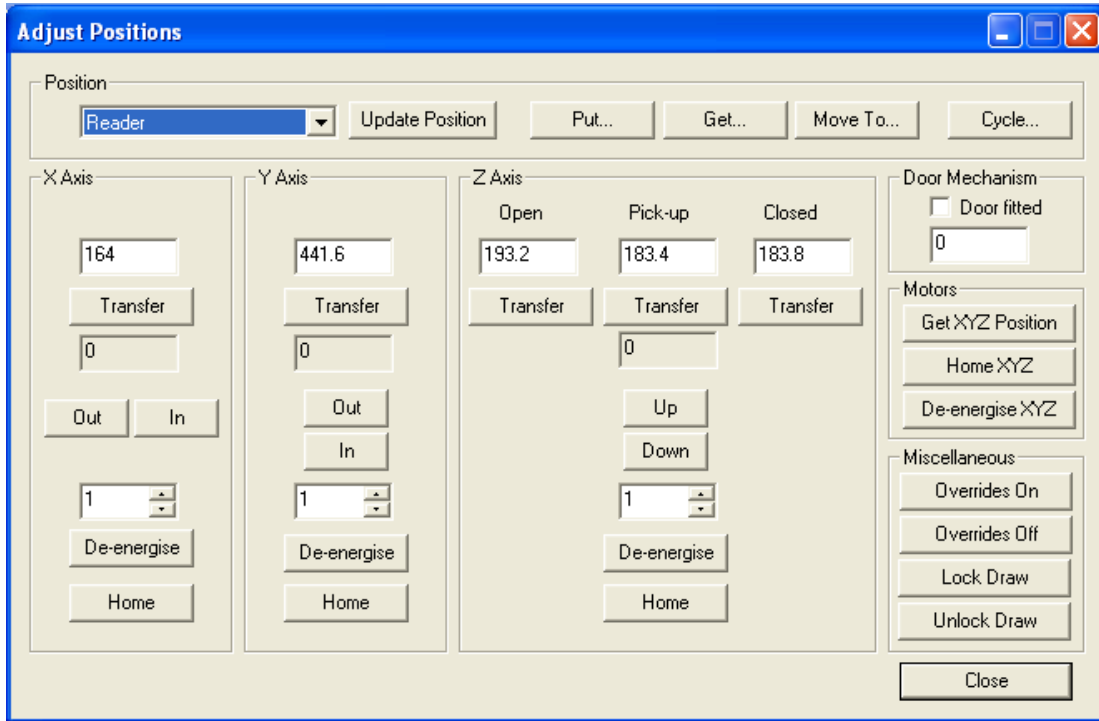 Adjust Positions
Position
Reader Update Position Put... Get... Move To... Cycle...
X Axis
164
Transfer
0
Out In
1
De-energise
Home
Y Axis
441.6
Transfer
0
Out
In
1
De-energise
Home
Z Axis
Open Pick-up Closed
193.2 183.4 183.8
Transfer Transfer Transfer
0
Up
Down
1
De-energise
Home
Door Mechanism
Door fitted
0
Motors
Get XYZ Position
Home XYZ
De-energise XYZ
Miscellaneous
Overrides On
Overrides Off
Lock Draw
Unlock Draw
Close